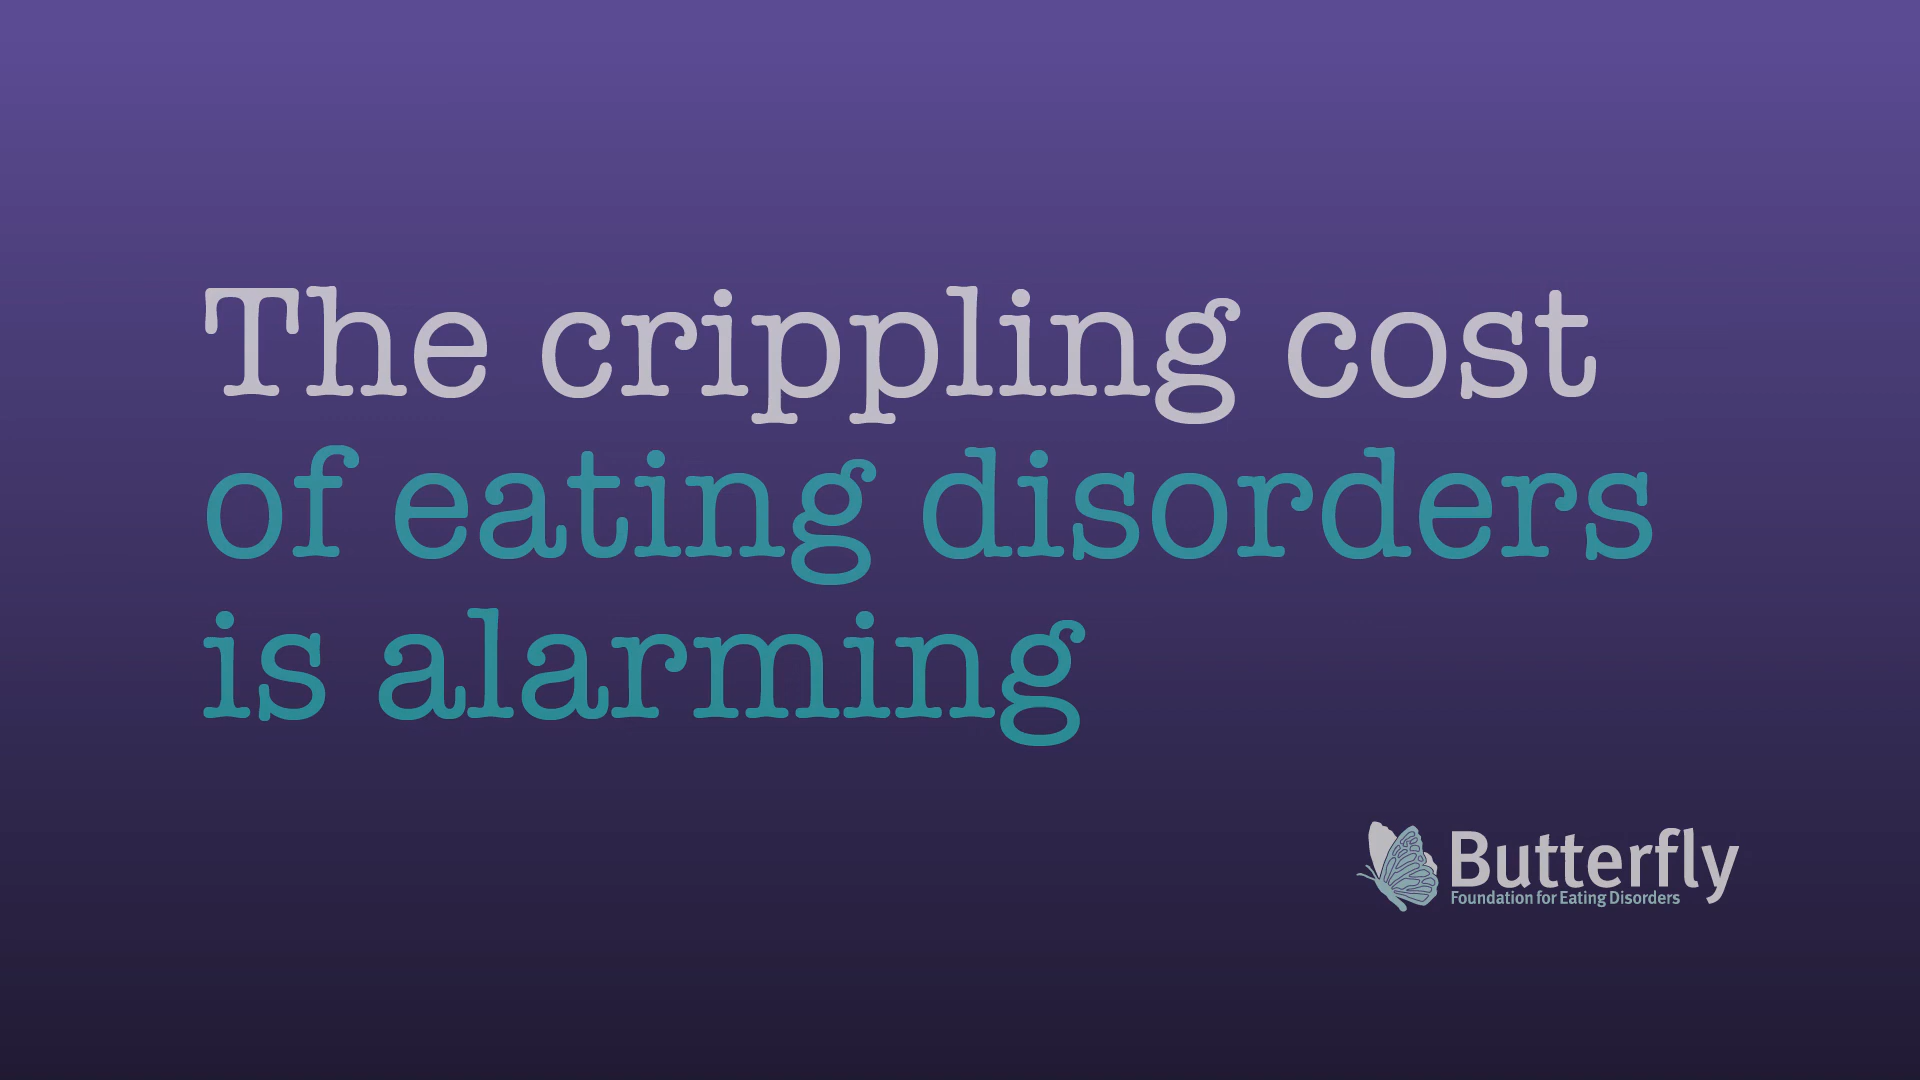 The crippling cost
of eating disorders
is alarming
Butterfly
Foundation for Eating Disorders